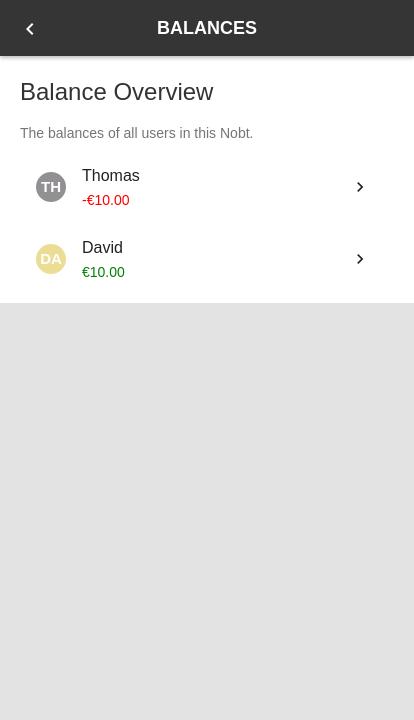 BALANCES
Balance Overview
The balances of all users in this Nobt.
TH
Thomas
-€10.00
DA
David
€10.00